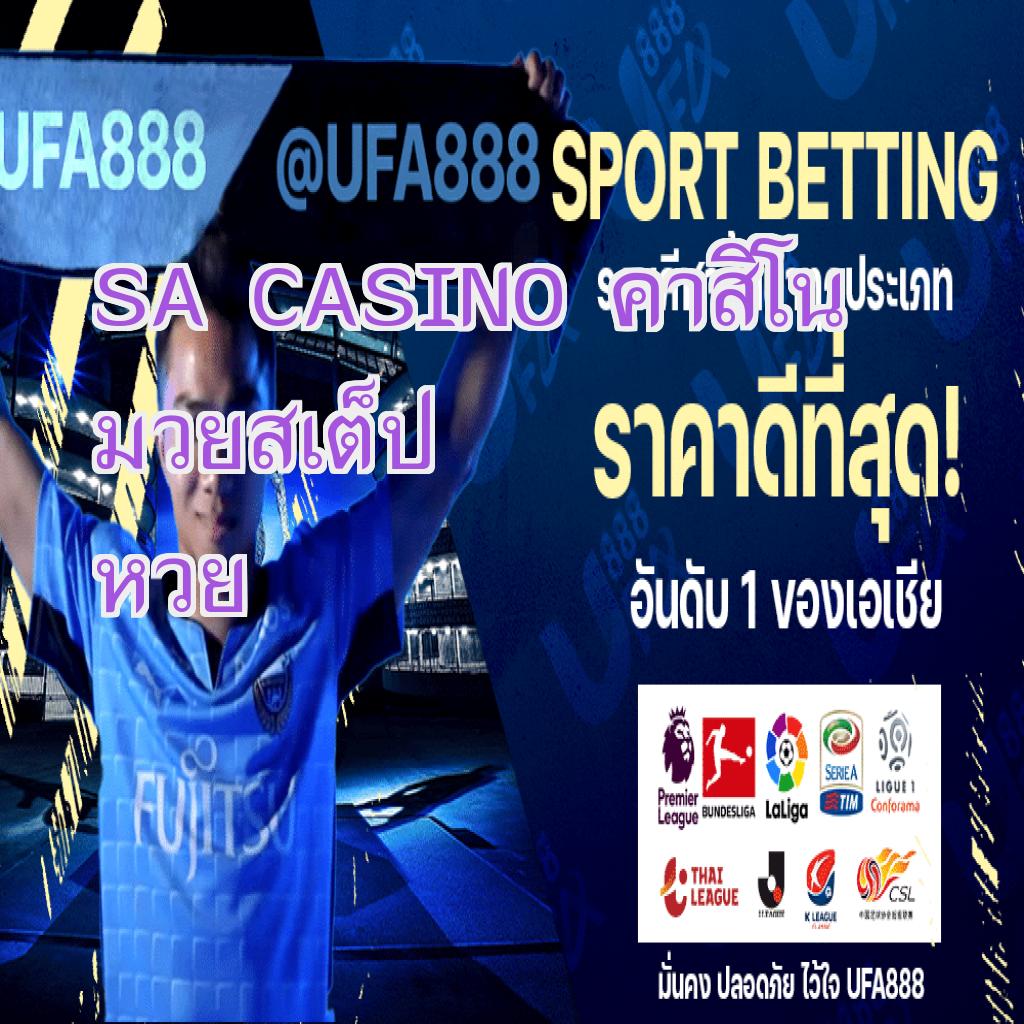 UFA888
@UFA888
SPORT BETTING
SA CASINO คาสิโน
ประเภท
ราคาดีที่สุด!
มวยสเต็ป
หวย
อันดับ 1 ของเอเชีย
FUJITSU
Premier League
BUNDESLIGA
LaLiga
SERIE A
TIM
LIGUE 1
Conforama
THAI LEAGUE
J.LEAGUE
K LEAGUE
CSL
มั่นคง ปลอดภัย ไว้ใจ UFA888